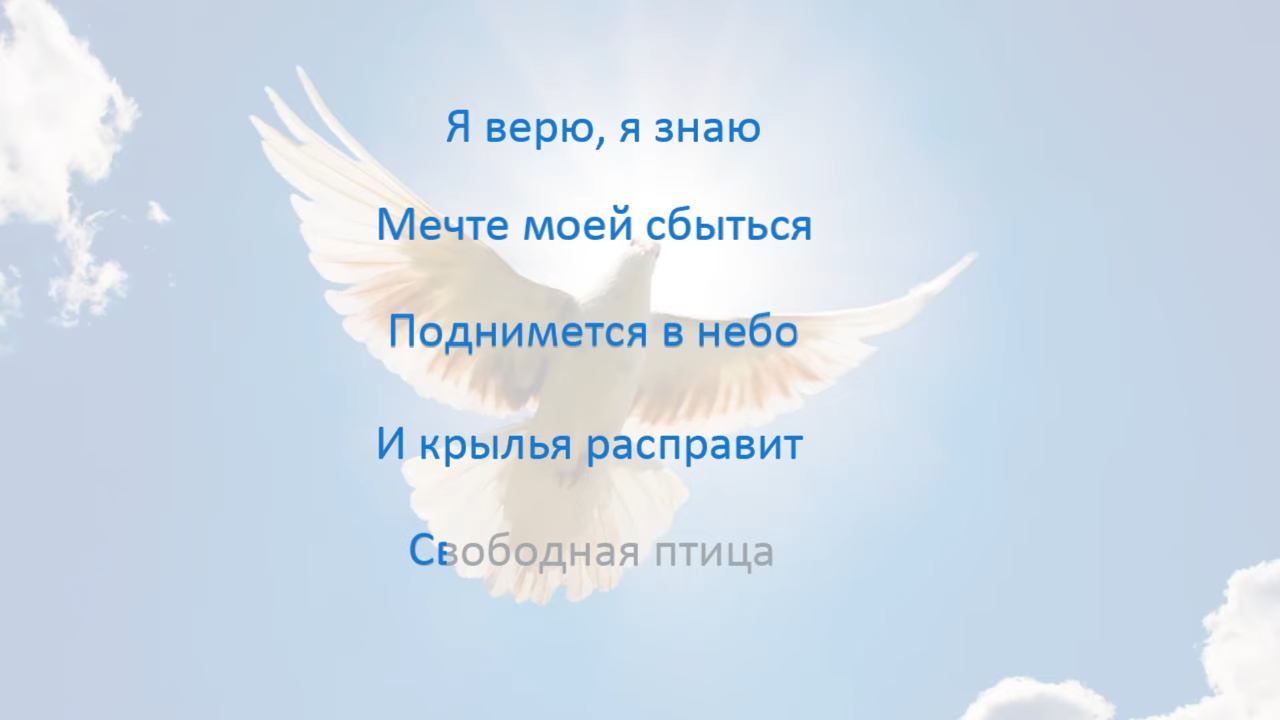 Я верю, я знаю
Мечте моей сбыться
Поднимется в небо
И крылья расправит
Свободная птица